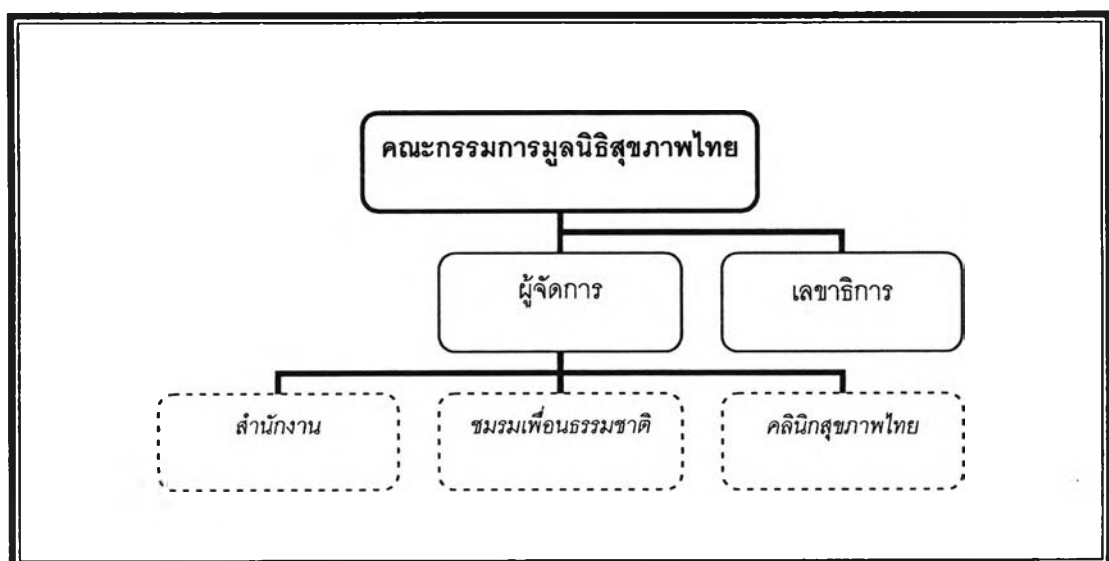 คณะกรรมการมูลนิธิสุขภาพไทย
ผู้จัดการ
เลขาธิการ
สำนักงาน
ชมรมเพื่อนธรรมชาติ
คลินิกสุขภาพไทย